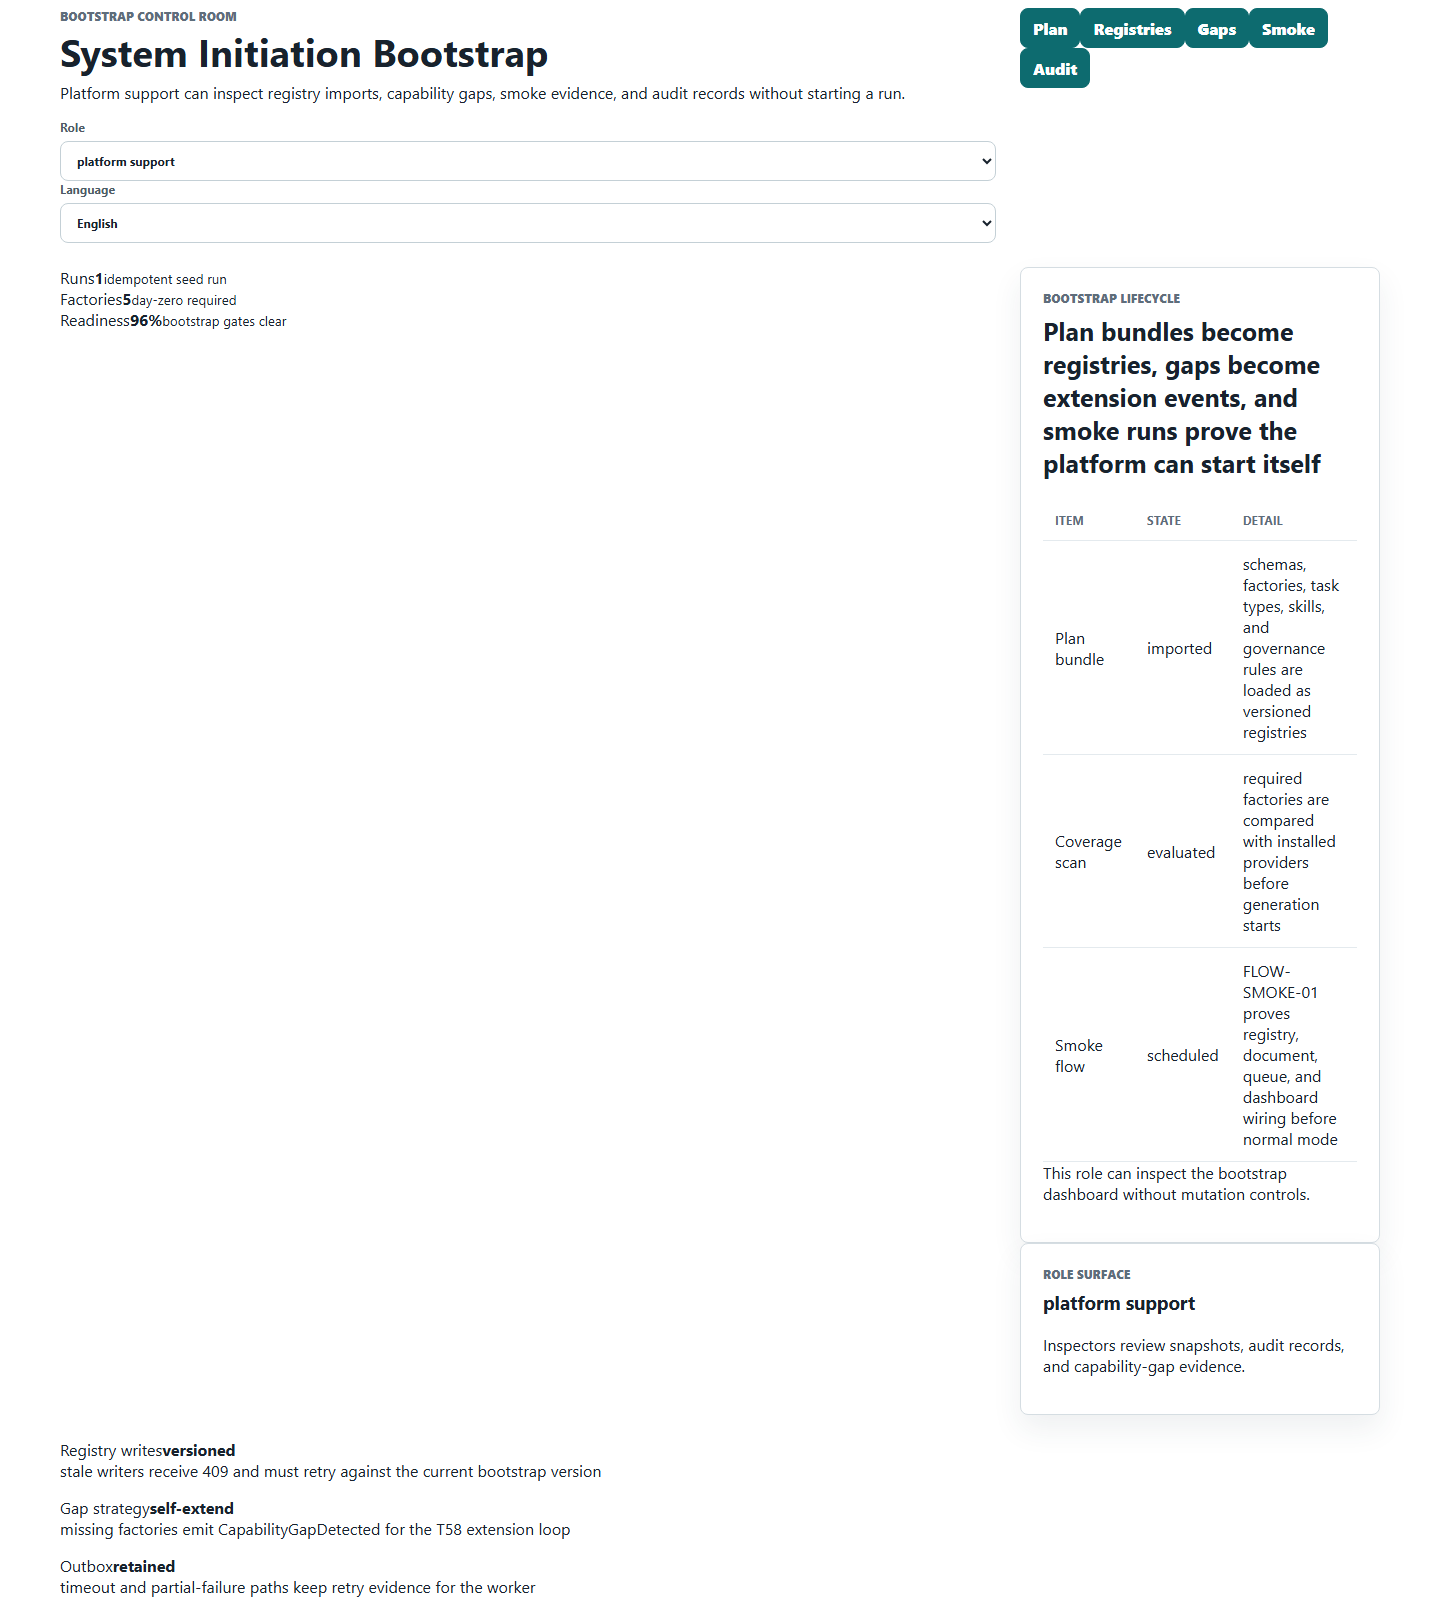 BOOTSTRAP CONTROL ROOM
System Initiation Bootstrap
Platform support can inspect registry imports, capability gaps, smoke evidence, and audit records without starting a run.
Role
platform support
Language
English
Plan
Registries
Gaps
Smoke
Audit
Runs1idempotent seed run
Factories5day-zero required
Readiness96%bootstrap gates clear
BOOTSTRAP LIFECYCLE
Plan bundles become
registries, gaps become
extension events, and
smoke runs prove the
platform can start itself
ITEM STATE DETAIL
Plan
bundle
imported
schemas,
factories, task
types, skills,
and
governance
rules are
loaded as
versioned
registries
Coverage
scan
evaluated
required
factories are
compared
with installed
providers
before
generation
starts
Smoke
flow
scheduled
FLOW-
SMOKE-01
proves
registry,
document,
queue, and
dashboard
wiring before
normal mode
This role can inspect the bootstrap
dashboard without mutation controls.
ROLE SURFACE
platform support
Inspectors review snapshots, audit records,
and capability-gap evidence.
Registry writesversioned
stale writers receive 409 and must retry against the current bootstrap version
Gap strategyself-extend
missing factories emit CapabilityGapDetected for the T58 extension loop
Outboxretained
timeout and partial-failure paths keep retry evidence for the worker